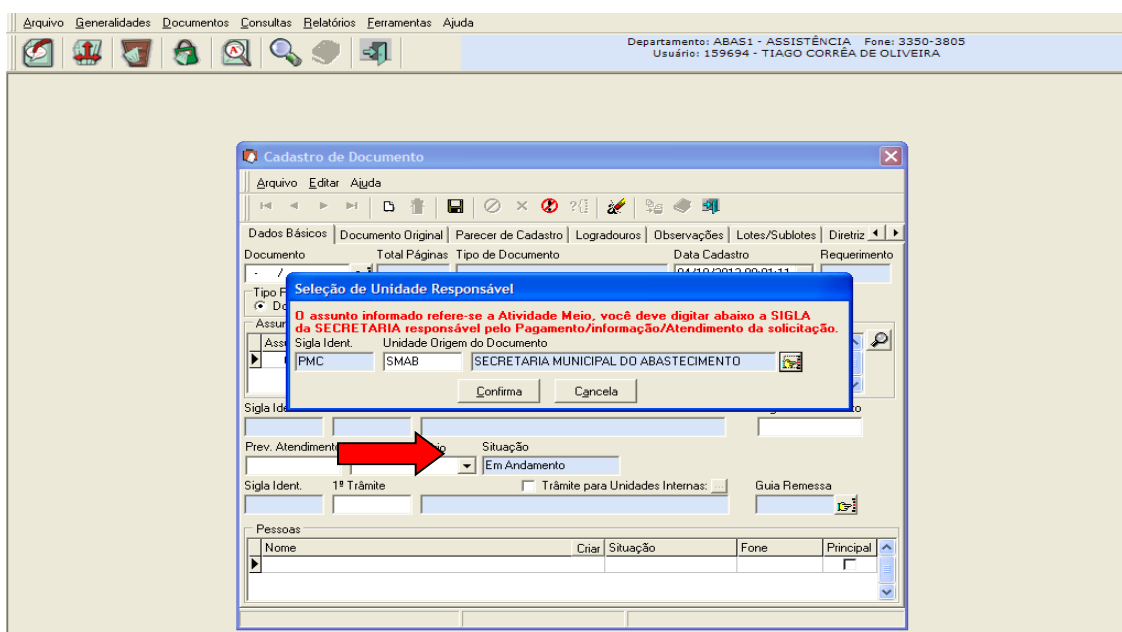 Arquivo Generalidades Documentos Consultas Relatórios Ferramentas Ajuda
Departamento: ABAS1 - ASSISTÊNCIA Fone: 3350-3805
Usuário: 159694 - TIAGO CORRÊA DE OLIVEIRA
Cadastro de Documento
Arquivo Editar Ajuda
Dados Básicos Documento Original Parecer de Cadastro Logradouros Observações Lotes/Sublotes Diretriz
Documento Total Páginas Tipo de Documento Data Cadastro Requerimento
- /
Seleção de Unidade Responsável
O assunto informado refere-se a Atividade Meio, você deve digitar abaixo a SIGLA
da SECRETARIA responsável pelo Pagamento/informação/Atendimento da solicitação.
Sigla Ident. Unidade Origem do Documento
PMC SMAB SECRETARIA MUNICIPAL DO ABASTECIMENTO
Confirma Cancela
Prev. Atendimento Situação
Em Andamento
Sigla Ident. 1º Trâmite Trâmite para Unidades Internas: ... Guia Remessa
Pessoas
Nome Criar Situação Fone Principal